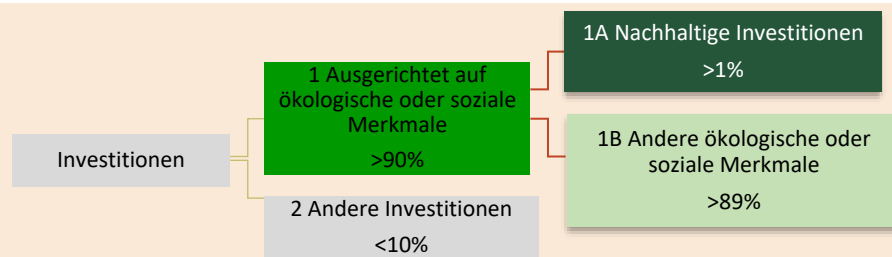 Investitionen
1 Ausgerichtet auf
ökologische oder soziale
Merkmale
>90%
2 Andere Investitionen
<10%
1A Nachhaltige Investitionen
>1%
1B Andere ökologische oder
soziale Merkmale
>89%